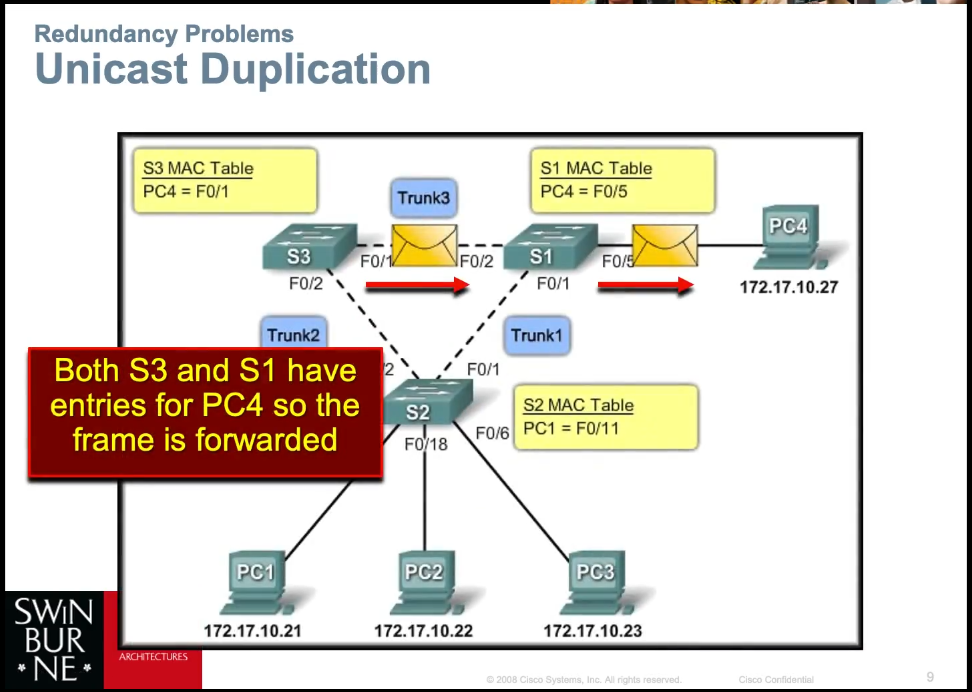 Redundancy Problems
Unicast Duplication
S3 MAC Table
PC4 = F0/1
Trunk3
S1 MAC Table
PC4 = F0/5
PC4
S3
F0/1
F0/2
S1
F0/5
F0/2
F0/1
172.17.10.27
Trunk2
Trunk1
Both S3 and S1 have
entries for PC4 so the
frame is forwarded
/2
F0/1
S2
S2 MAC Table
PC1 = F0/11
F0/18
F0/6
PC1
PC2
PC3
172.17.10.21
172.17.10.22
172.17.10.23
SWIN
BUR
* NE *
ARCHITECTURES
© 2008 Cisco Systems, Inc. All rights reserved.
Cisco Confidential
9